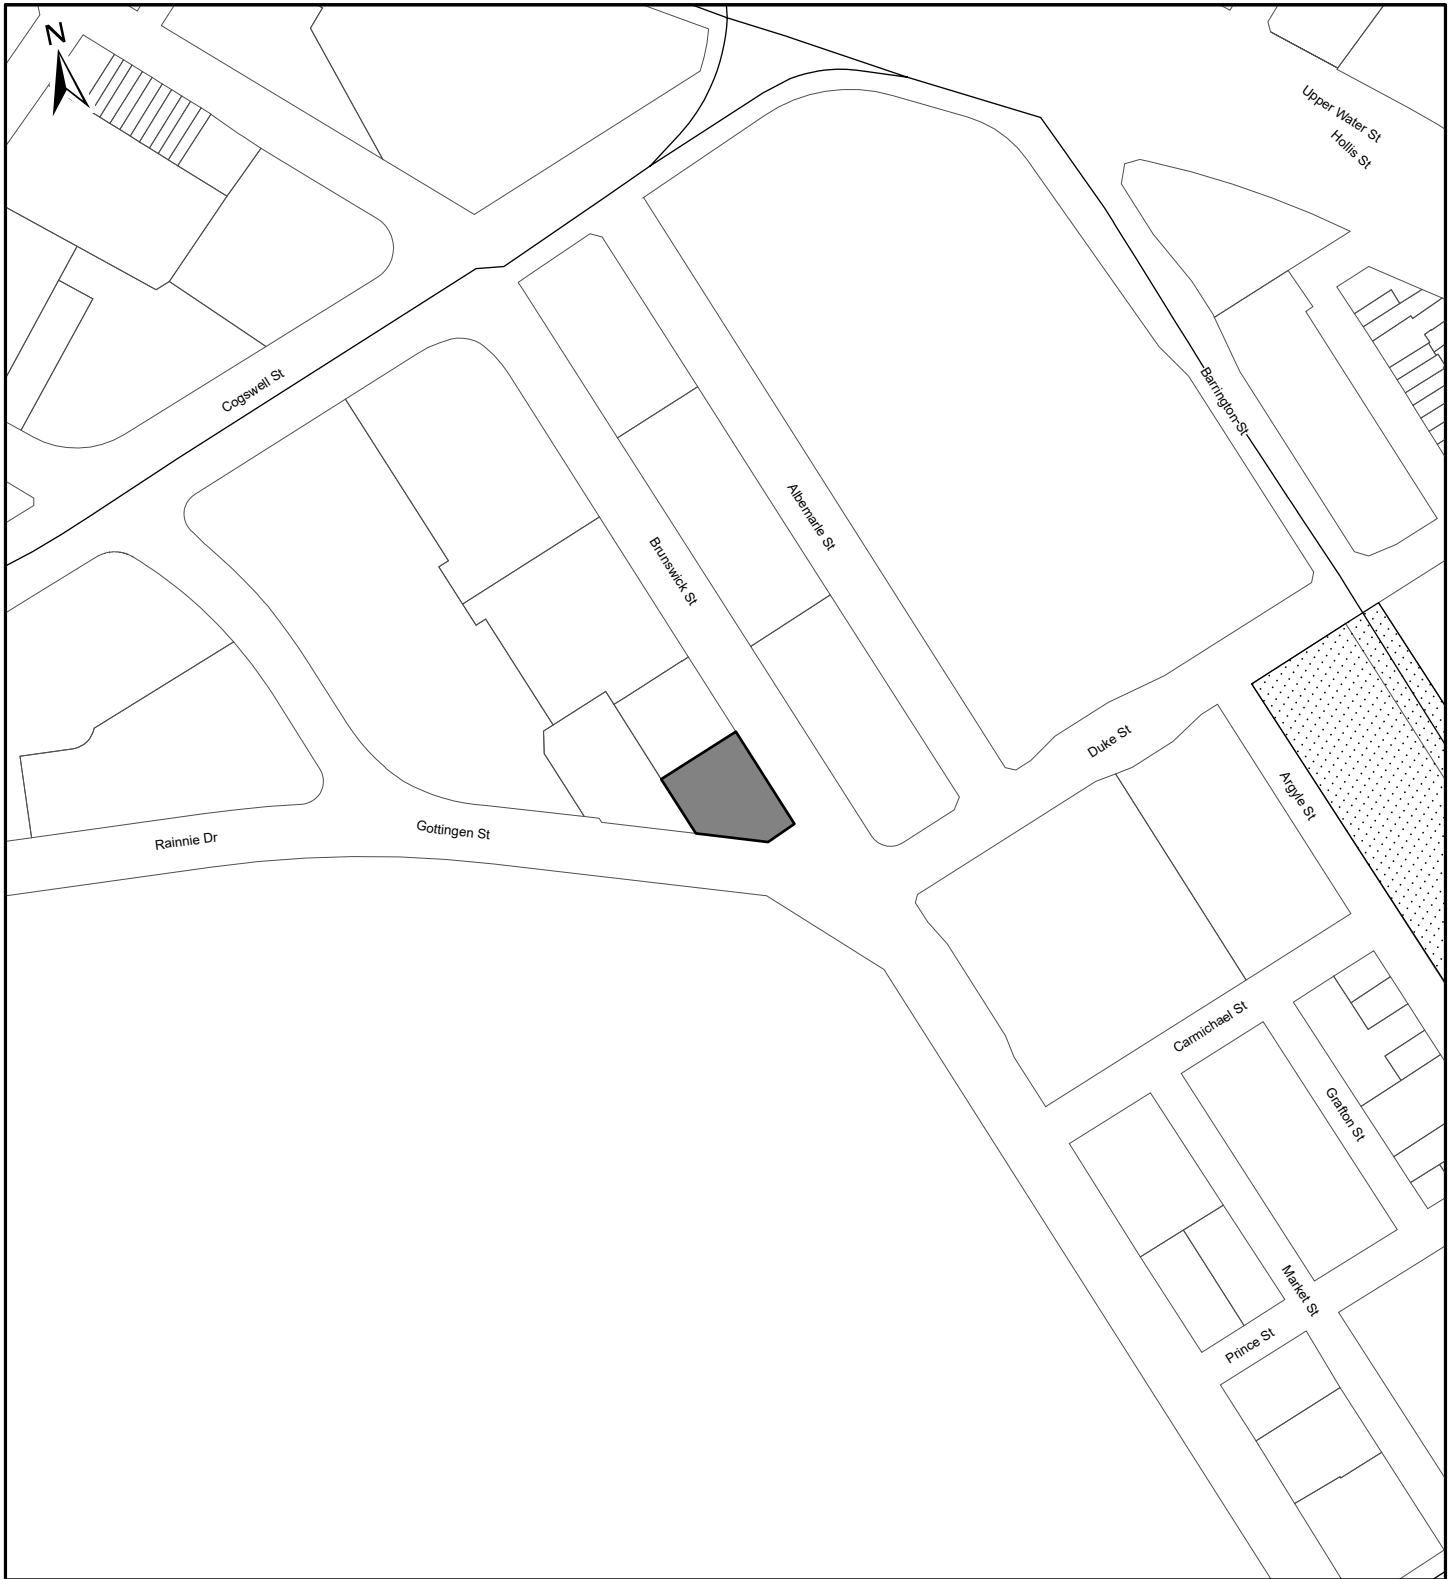 N
Upper Water St
Hollis St
Cogswell St
Barrington St
Albemarle St
Brunswick St
Duke St
Argyle St
Rainnie Dr
Gottingen St
Carmichael St
Grafton St
Market St
Prince St